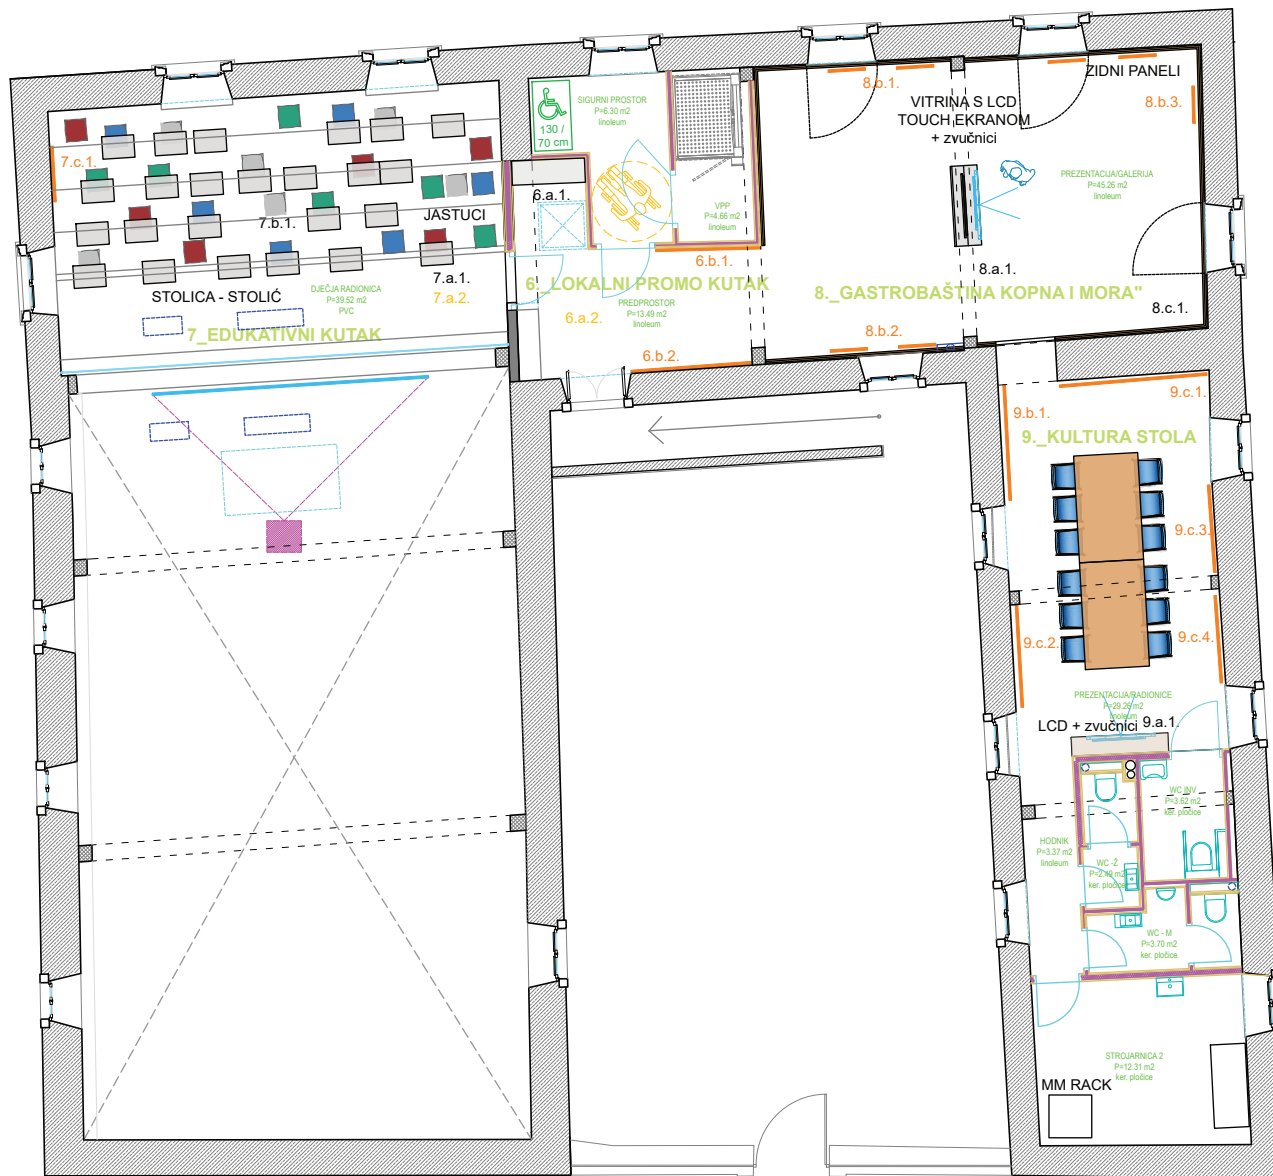 ZIDNI PANELI
8.b.1.
8.b.3.
VITRINA S LCD
TOUCH EKRANOM
+ zvučnici
SIGURNI PROSTOR
P=6.30 m2
linoleum
130 /
70 cm
7.c.1.
6.a.1.
VPP
P=4.66 m2
linoleum
PREZENTACIJA/GALERIJA
P=45.26 m2
linoleum
7.b.1.
JASTUCI
6.b.1.
8.a.1.
7.a.1.
7.a.2.
STOLICA - STOLIĆ
DJEČJA RADIONICA
P=39.52 m2
PVC
7_EDUKATIVNI KUTAK
6._LOKALNI PROMO KUTAK
PREDPROSTOR
P=13.49 m2
linoleum
6.a.2.
6.b.2.
8._GASTROBAŠTINA KOPNA I MORA"
8.c.1.
8.b.2.
9.b.1.
9.c.1.
9._KULTURA STOLA
9.c.3.
9.c.2.
9.c.4.
PREZENTACIJA/RADIONICE
P=29.26 m2
linoleum
LCD + zvučnici
9.a.1.
WC INV
P=3.62 m2
ker. pločice
HODNIK
P=3.37 m2
linoleum
WC -Ž
P=2.49 m2
ker. pločice
WC - M
P=3.70 m2
ker. pločice
STROJARNICA 2
P=12.31 m2
ker. pločice
MM RACK